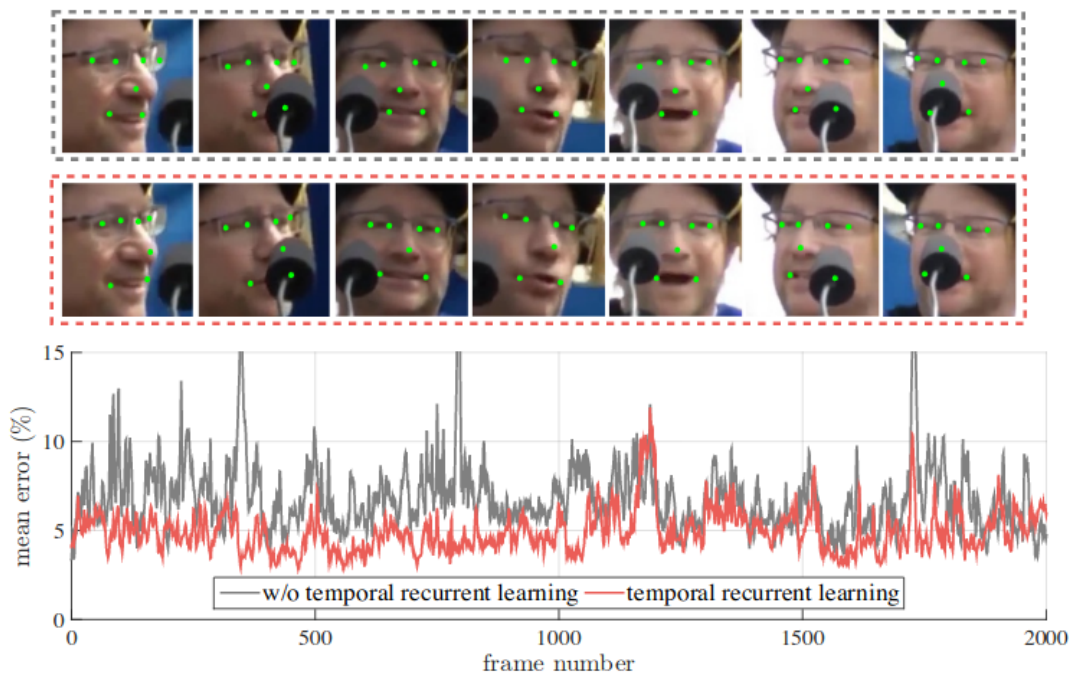 15
10
5
0
mean error (%)
w/o temporal recurrent learning
temporal recurrent learning
0
500
1000
1500
2000
frame number